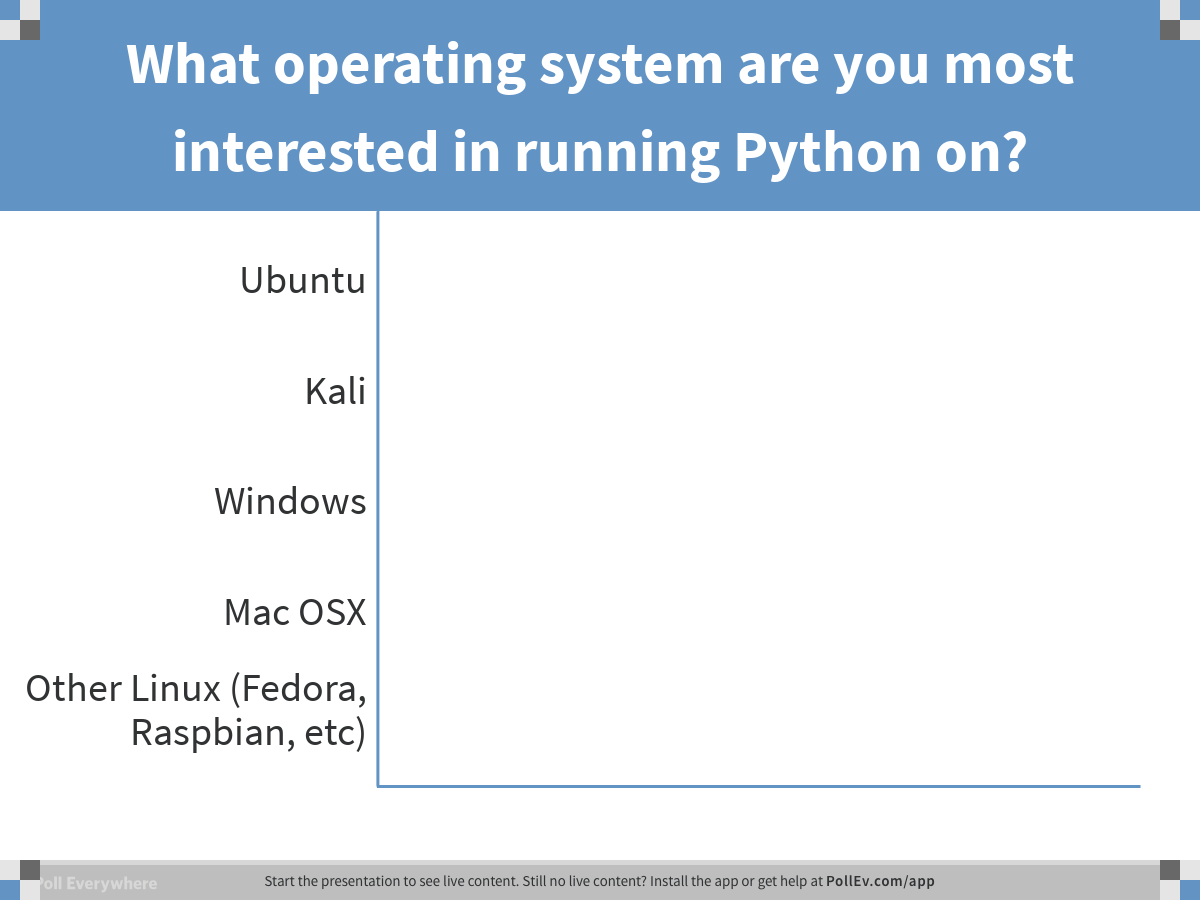 What operating system are you most
interested in running Python on?
Ubuntu
Kali
Windows
Mac OSX
Other Linux (Fedora,
Raspbian, etc)
Poll Everywhere
Start the presentation to see live content. Still no live content? Install the app or get help at PollEv.com/app